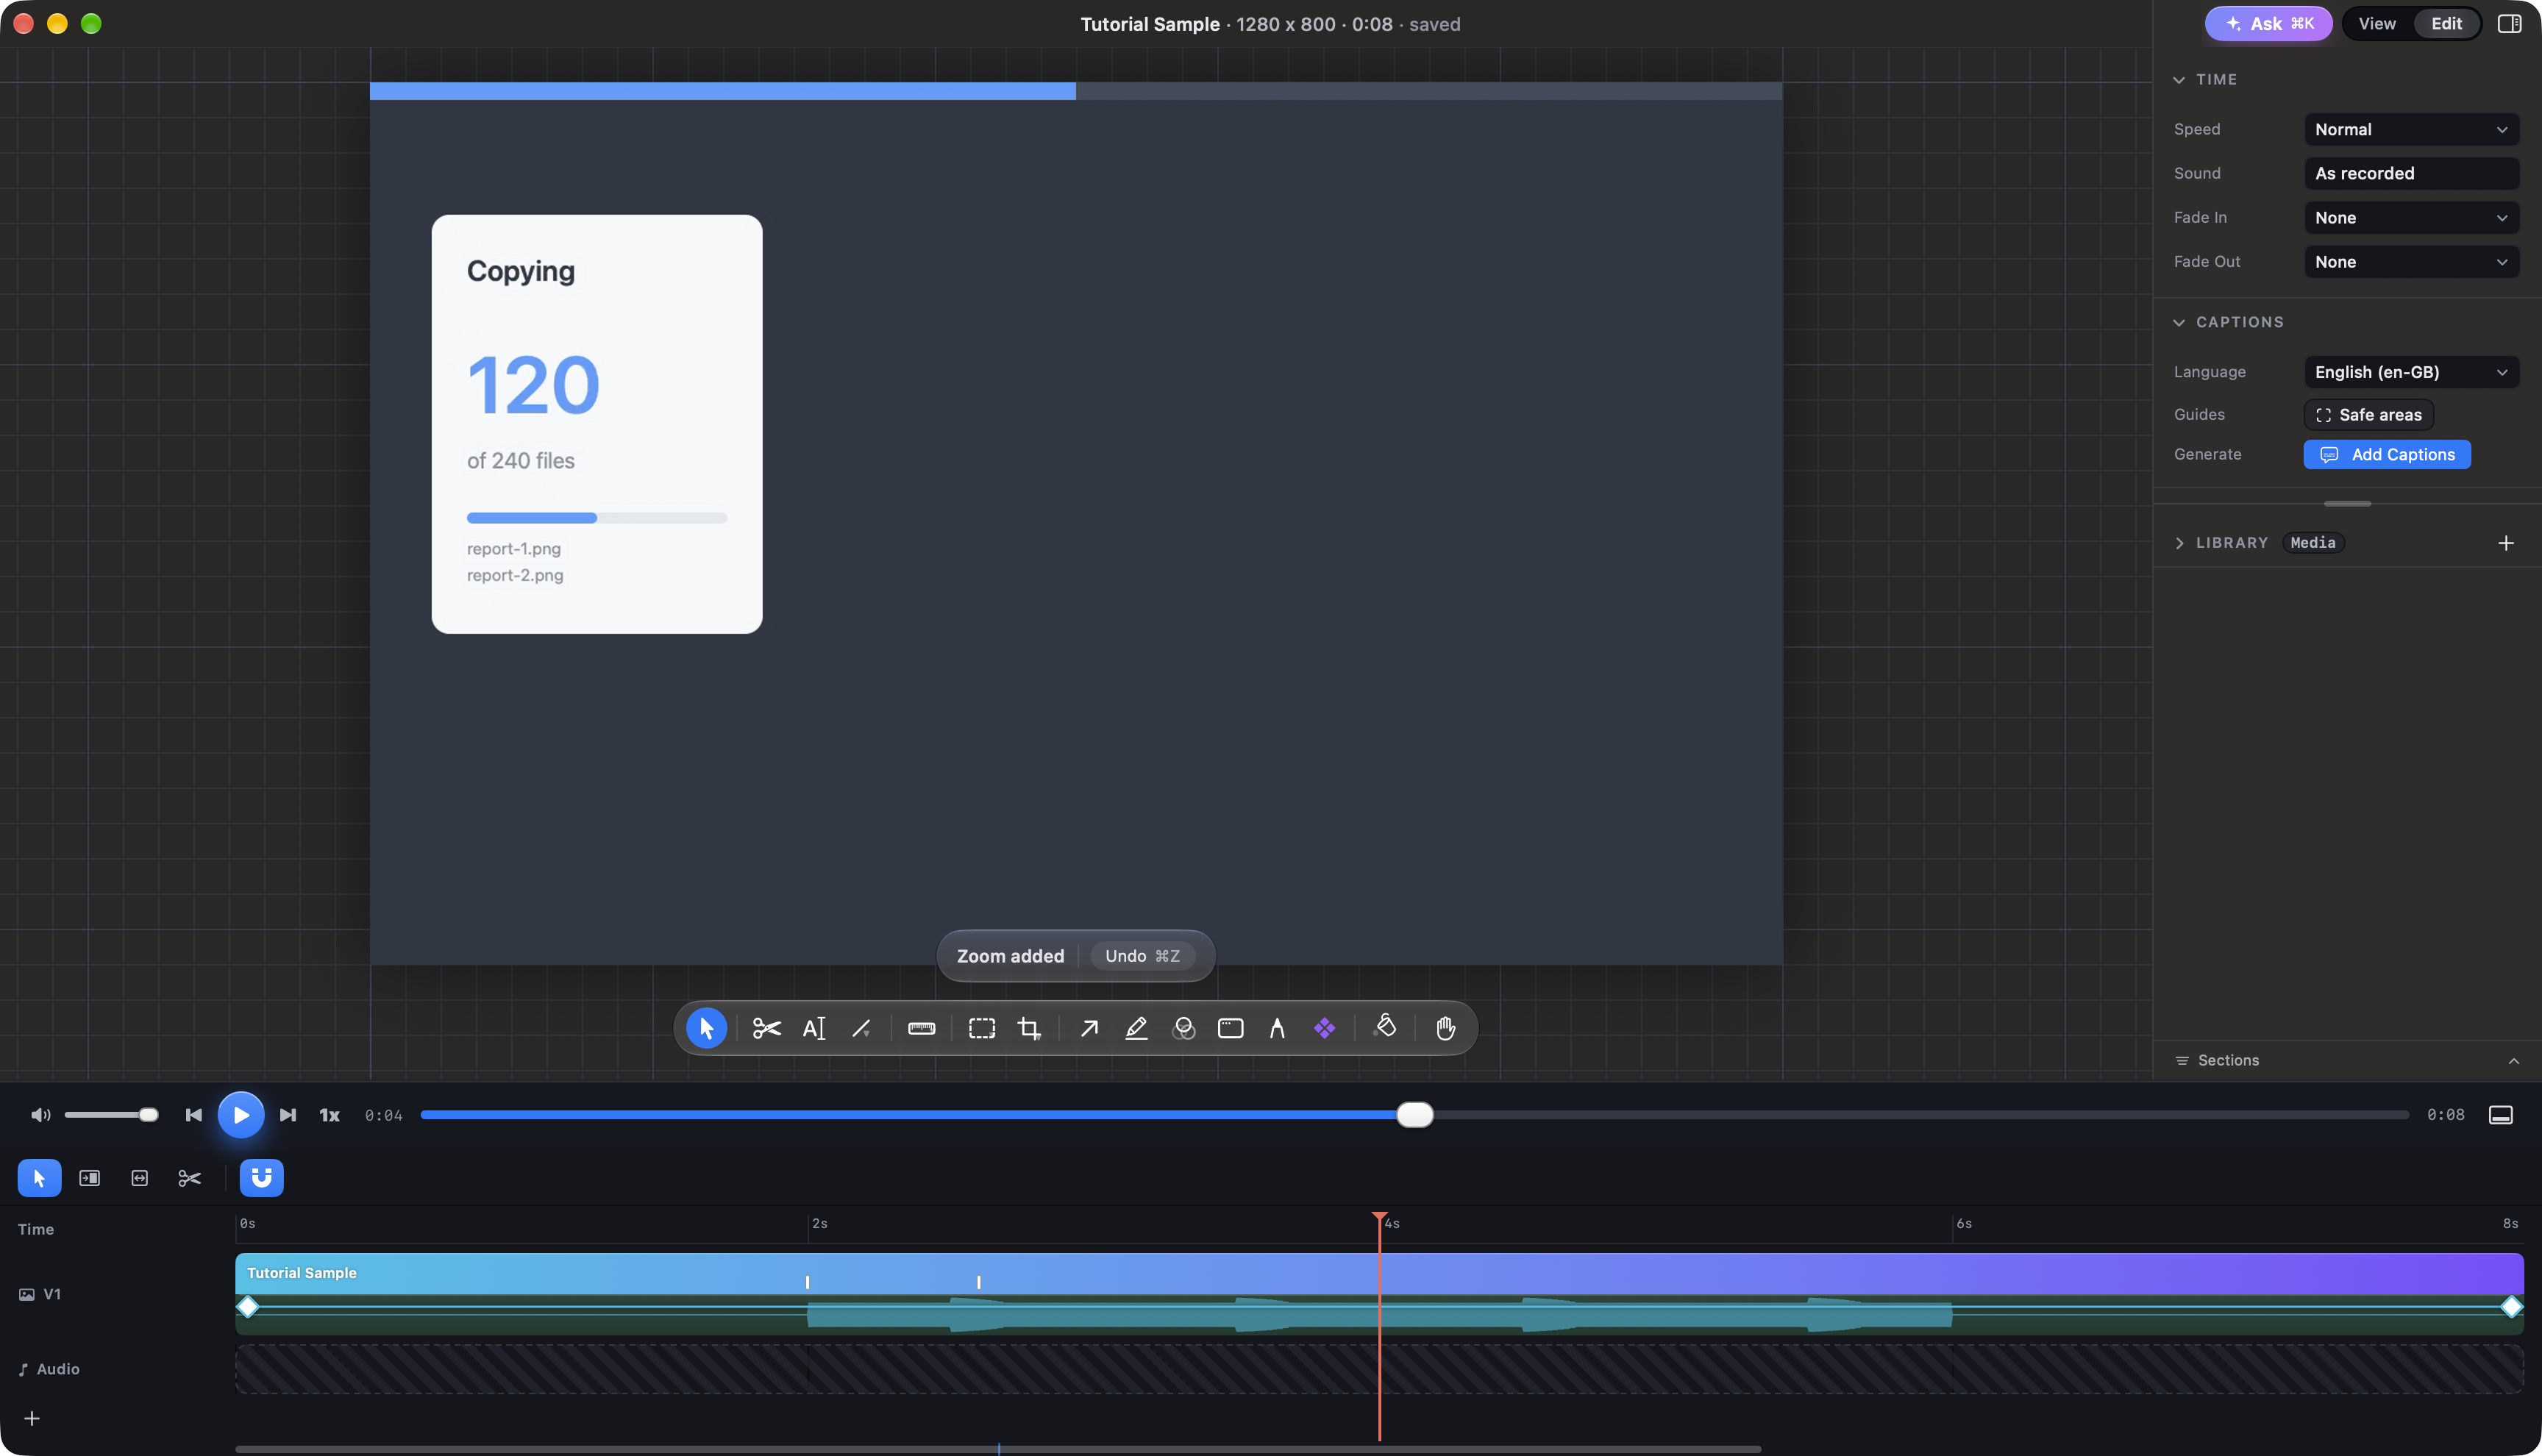 Tutorial Sample · 1280 x 800 · 0:08 · saved
Ask ⌘K
View
Edit
TIME
Speed
Normal
Sound
As recorded
Fade In
None
Fade Out
None
CAPTIONS
Language
English (en-GB)
Guides
Safe areas
Generate
Add Captions
LIBRARY
Media
Sections
Copying
120
of 240 files
report-1.png
report-2.png
Zoom added
Undo ⌘Z
1x
0:04
0:08
Time
0s
2s
4s
6s
8s
Tutorial Sample
V1
Audio